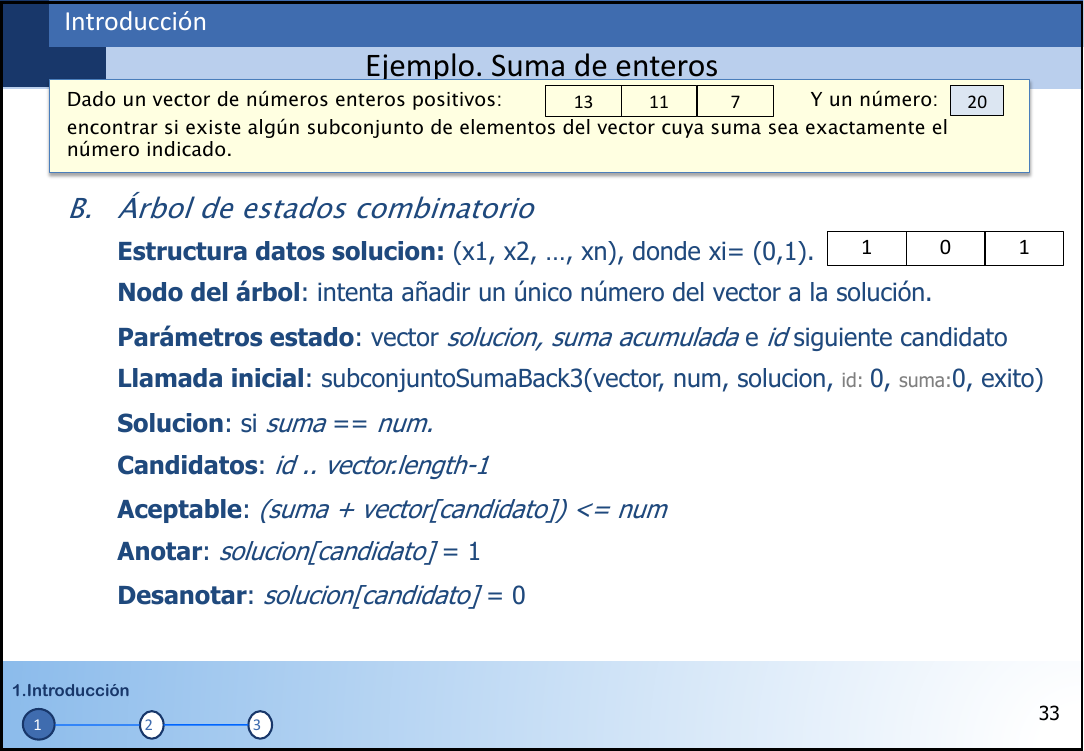 Introducción
Ejemplo. Suma de enteros
Dado un vector de números enteros positivos: 13 11 7 Y un número: 20
encontrar si existe algún subconjunto de elementos del vector cuya suma sea exactamente el
número indicado.
B. Árbol de estados combinatorio
Estructura datos solucion: (x1, x2, …, xn), donde xi= (0,1). 1 0 1
Nodo del árbol: intenta añadir un único número del vector a la solución.
Parámetros estado: vector solucion, suma acumulada e id siguiente candidato
Llamada inicial: subconjuntoSumaBack3(vector, num, solucion, id: 0, suma:0, exito)
Solucion: si suma == num.
Candidatos: id .. vector.length-1
Aceptable: (suma + vector[candidato]) <= num
Anotar: solucion[candidato] = 1
Desanotar: solucion[candidato] = 0
1.Introducción
1 2 3
33